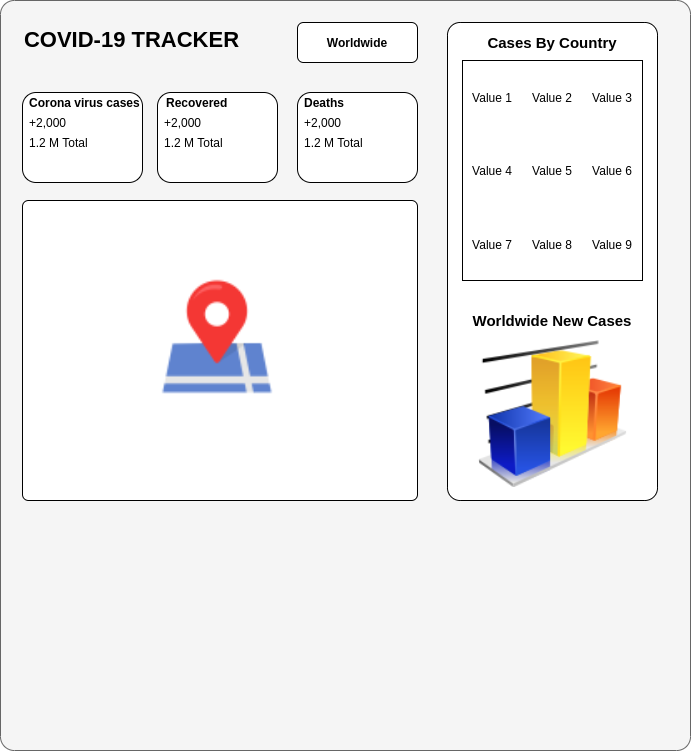 COVID-19 TRACKER
Worldwide
Corona virus cases
+2,000
1.2 M Total
Recovered
+2,000
1.2 M Total
Deaths
+2,000
1.2 M Total
Cases By Country
Value 1 Value 2 Value 3
Value 4 Value 5 Value 6
Value 7 Value 8 Value 9
Worldwide New Cases